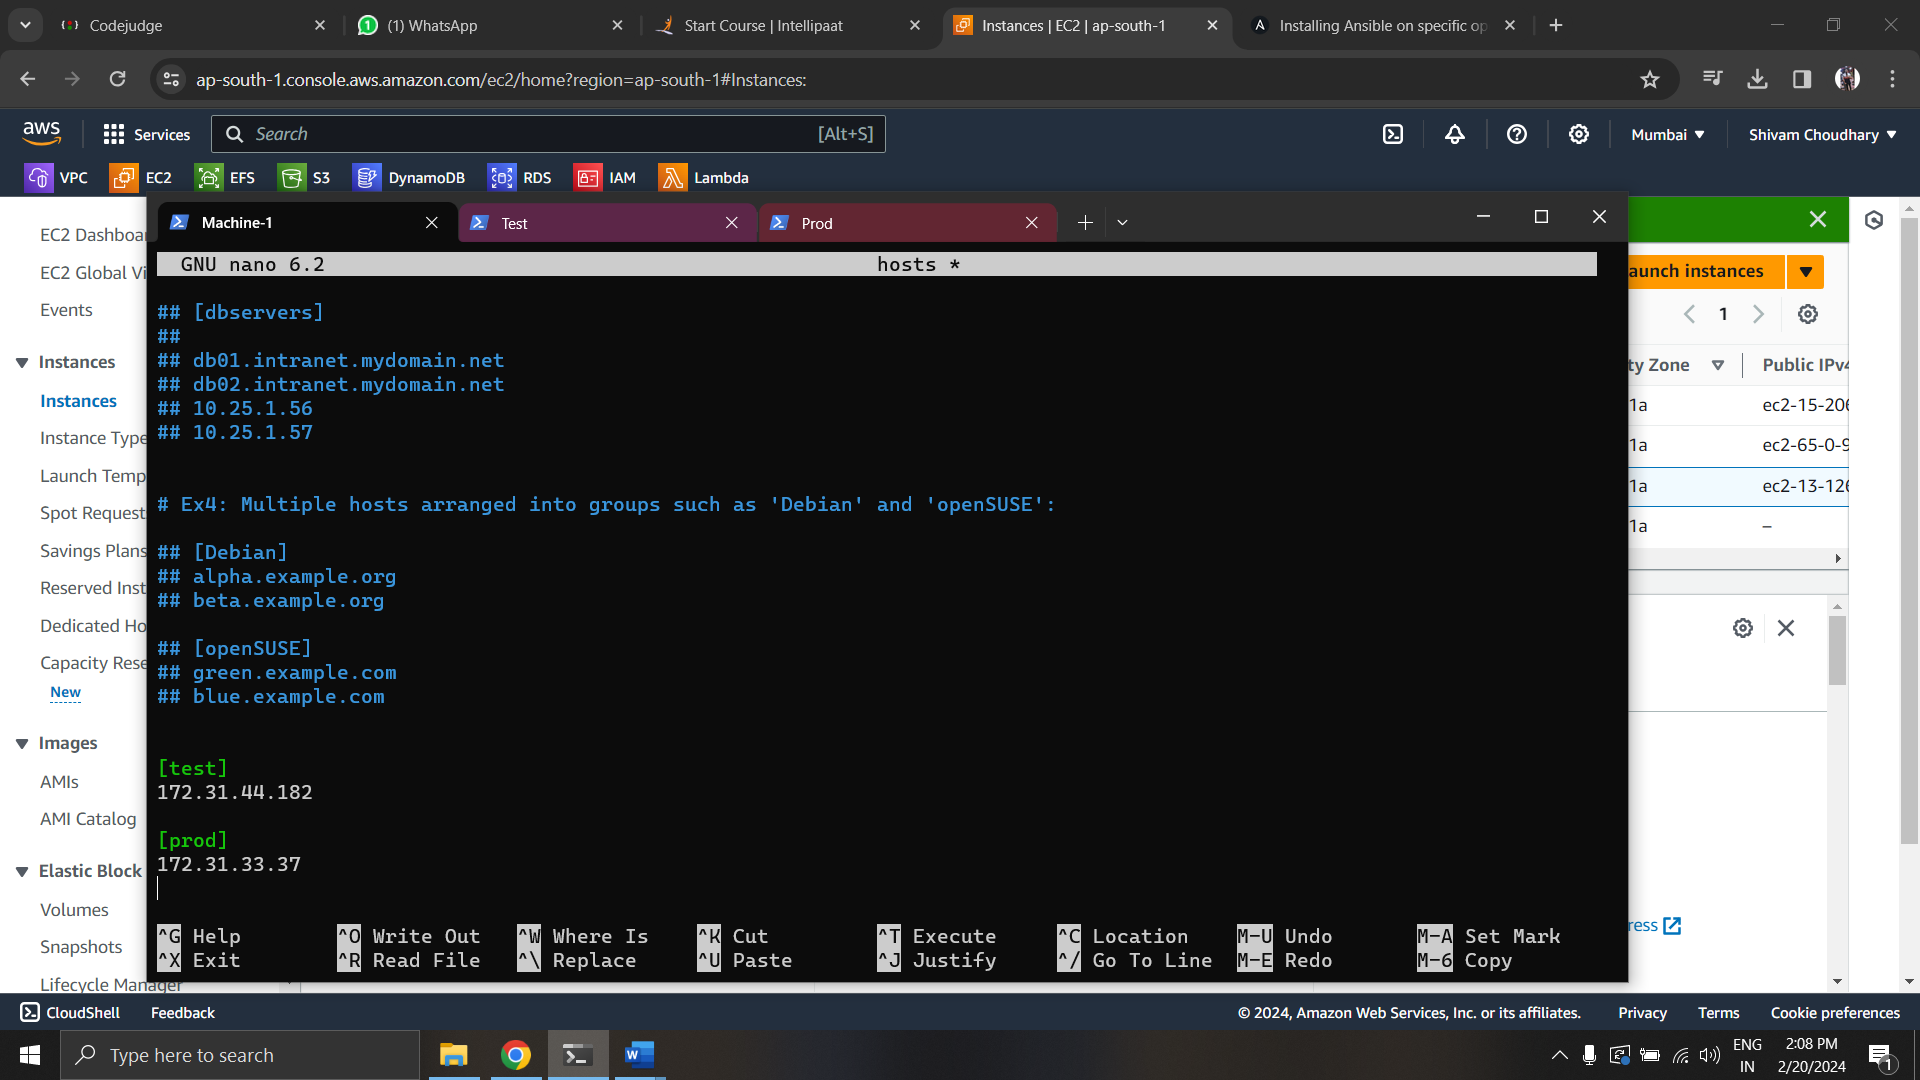 Codejudge
(1) WhatsApp
Start Course | Intellipaat
Instances | EC2 | ap-south-1
Installing Ansible on specific op
ap-south-1.console.aws.amazon.com/ec2/home?region=ap-south-1#Instances:
aws
Services
Search
[Alt+S]
Mumbai
Shivam Choudhary
VPC
EC2
EFS
S3
DynamoDB
RDS
IAM
Lambda
EC2 Dashboa
EC2 Global Vi
Events
Instances
Instances
Instance Type
Launch Temp
Spot Request
Savings Plans
Reserved Inst
Dedicated Ho
Capacity Rese
New
Images
AMIs
AMI Catalog
Elastic Block
Volumes
Snapshots
Lifecycle Manager
Machine-1
Test
Prod
GNU nano 6.2
hosts *
## [dbservers]
##
## db01.intranet.mydomain.net
## db02.intranet.mydomain.net
## 10.25.1.56
## 10.25.1.57
# Ex4: Multiple hosts arranged into groups such as 'Debian' and 'openSUSE':
## [Debian]
## alpha.example.org
## beta.example.org
## [openSUSE]
## green.example.com
## blue.example.com
[test]
172.31.44.182
[prod]
172.31.33.37
^G Help ^O Write Out ^W Where Is ^K Cut ^T Execute ^C Location M-U Undo M-A Set Mark
^X Exit ^R Read File ^\ Replace ^U Paste ^J Justify ^/ Go To Line M-E Redo M-6 Copy
aunch instances
1
ty Zone
Public IPv4
1a ec2-15-206
1a ec2-65-0-9
1a ec2-13-126
1a –
ress
CloudShell
Feedback
© 2024, Amazon Web Services, Inc. or its affiliates.
Privacy
Terms
Cookie preferences
Type here to search
ENG
IN
2:08 PM
2/20/2024
1